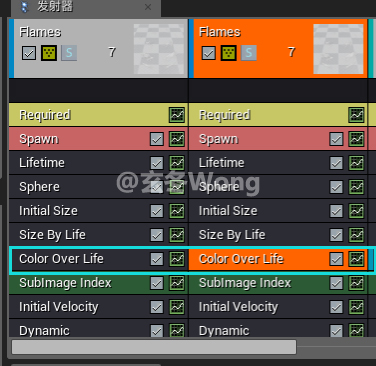 发射器
Flames Flames
7 7
Required Required
Spawn Spawn
Lifetime Lifetime
Sphere Sphere
@玄冬Wong
Initial Size Initial Size
Size By Life Size By Life
Color Over Life Color Over Life
SubImage Index SubImage Index
Initial Velocity Initial Velocity
Dynamic Dynamic